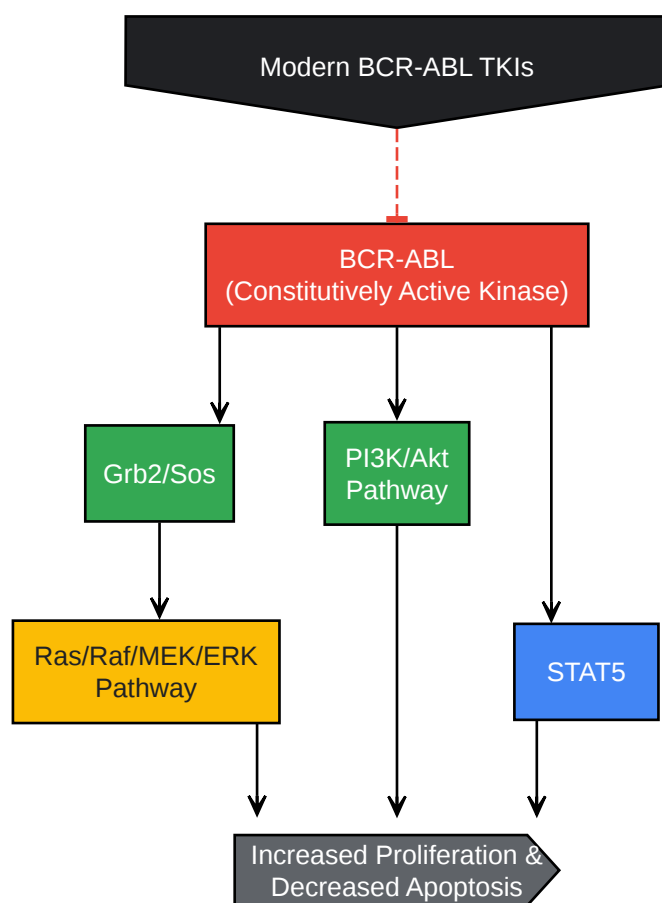 Modern BCR-ABL TKIs
BCR-ABL
(Constitutively Active Kinase)
Grb2/Sos
PI3K/Akt
Pathway
Ras/Raf/MEK/ERK
Pathway
STAT5
Increased Proliferation &
Decreased Apoptosis